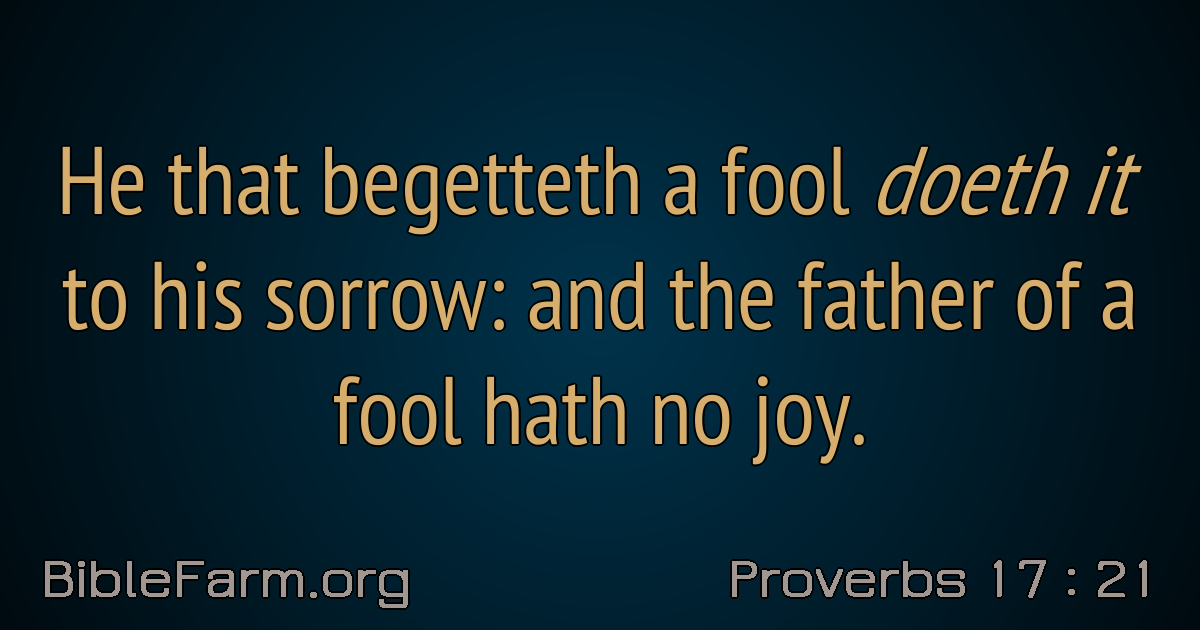 He that begetteth a fool doeth it
to his sorrow: and the father of a
fool hath no joy.
BibleFarm.org
Proverbs 17 : 21